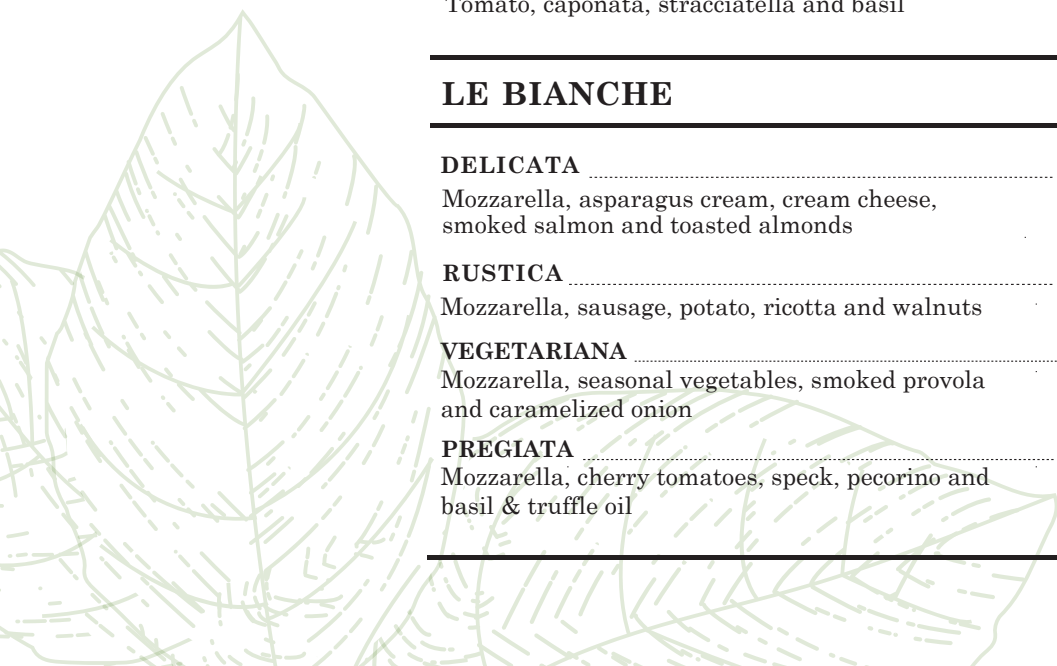 Tomato, caponata, stracciatella and basil
LE BIANCHE
DELICATA
Mozzarella, asparagus cream, cream cheese,
smoked salmon and toasted almonds
RUSTICA
Mozzarella, sausage, potato, ricotta and walnuts
VEGETARIANA
Mozzarella, seasonal vegetables, smoked provola
and caramelized onion
PREGIATA
Mozzarella, cherry tomatoes, speck, pecorino and
basil & truffle oil